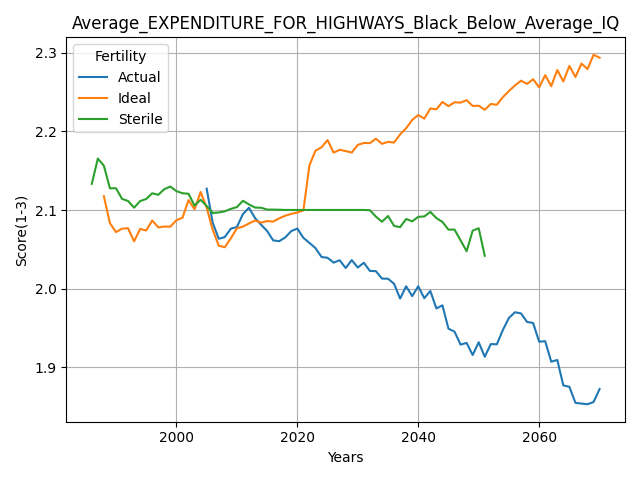 Average_EXPENDITURE_FOR_HIGHWAYS_Black_Below_Average_IQ
Fertility
Actual
Ideal
Sterile
Score(1-3)
2.3
2.2
2.1
2.0
1.9
2000
2020
2040
2060
Years